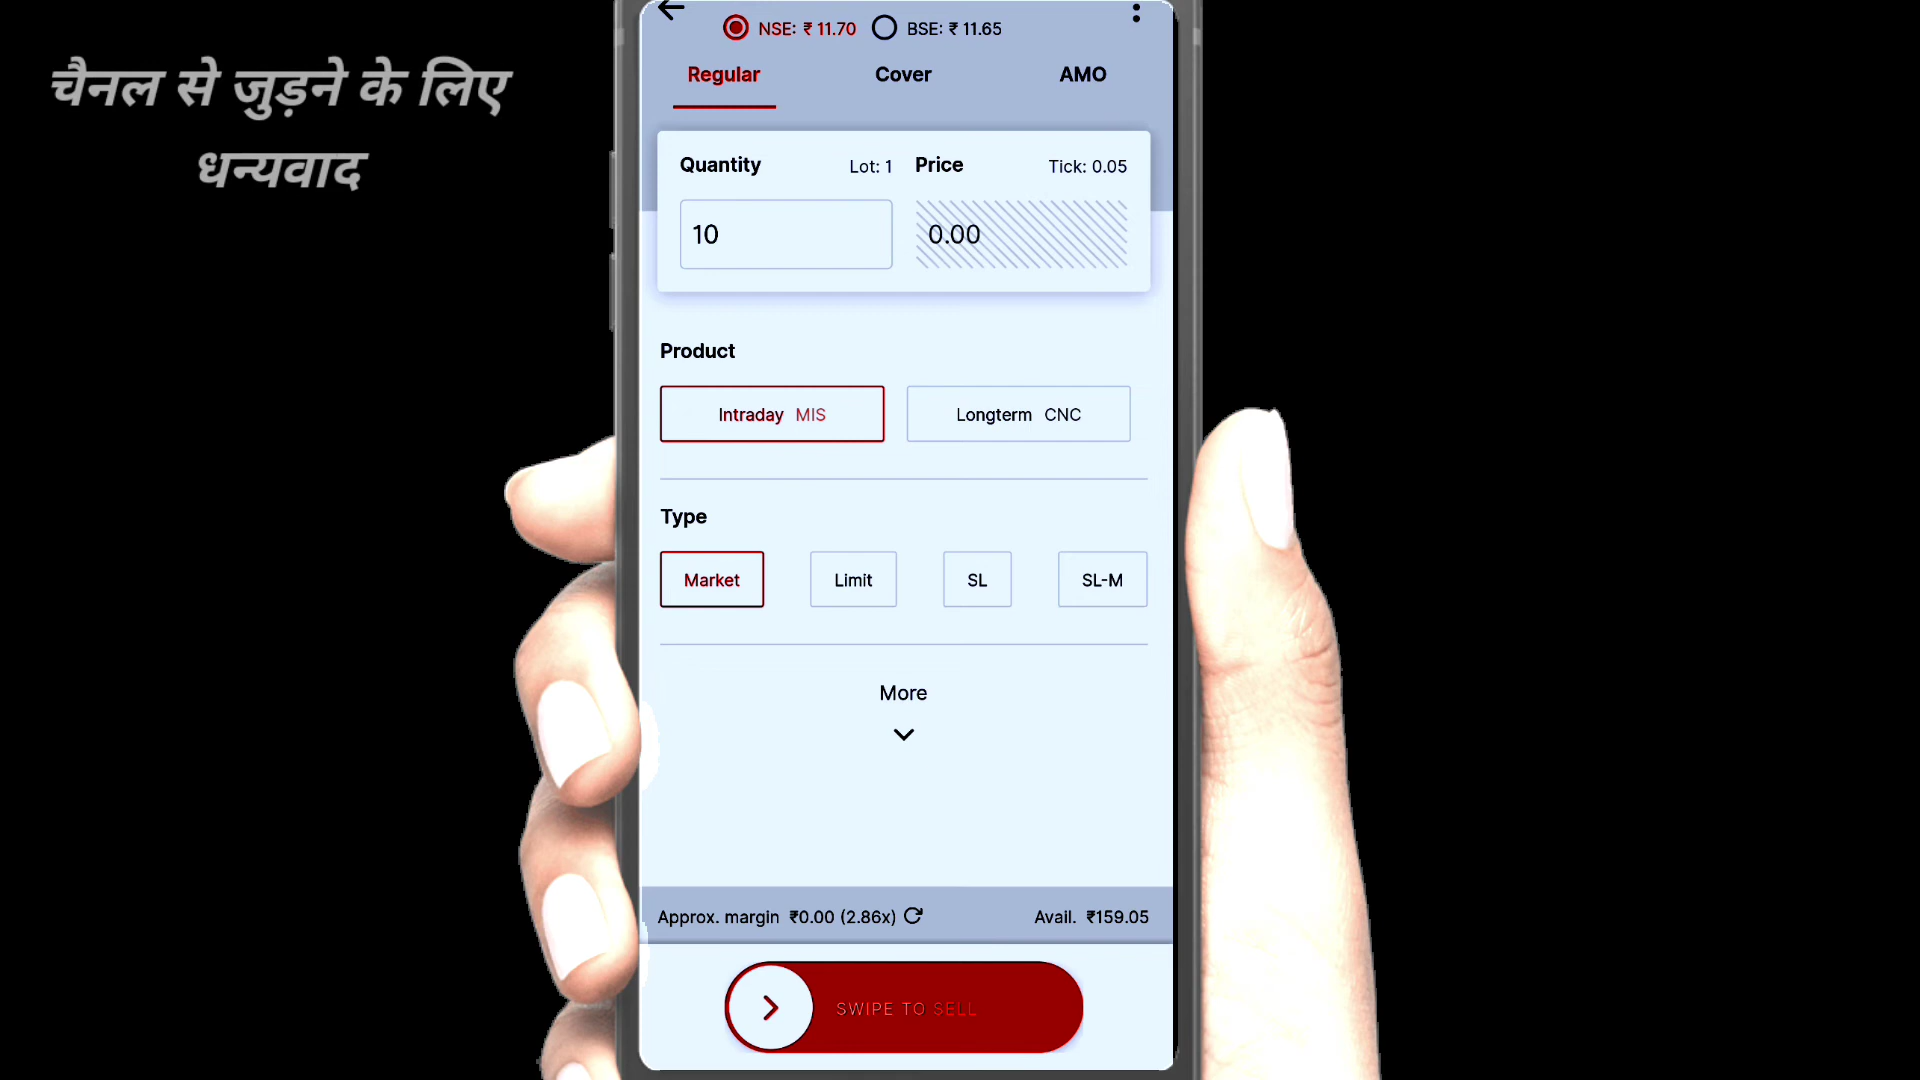 चैनल से जुड़ने के लिए
धन्यवाद
NSE: ₹ 11.70 BSE: ₹ 11.65
Regular Cover AMO
Quantity Lot: 1 Price Tick: 0.05
10 0.00
Product
Intraday MIS Longterm CNC
Type
Market Limit SL SL-M
More
Approx. margin ₹0.00 (2.86x) Avail. ₹159.05
SWIPE TO SELL